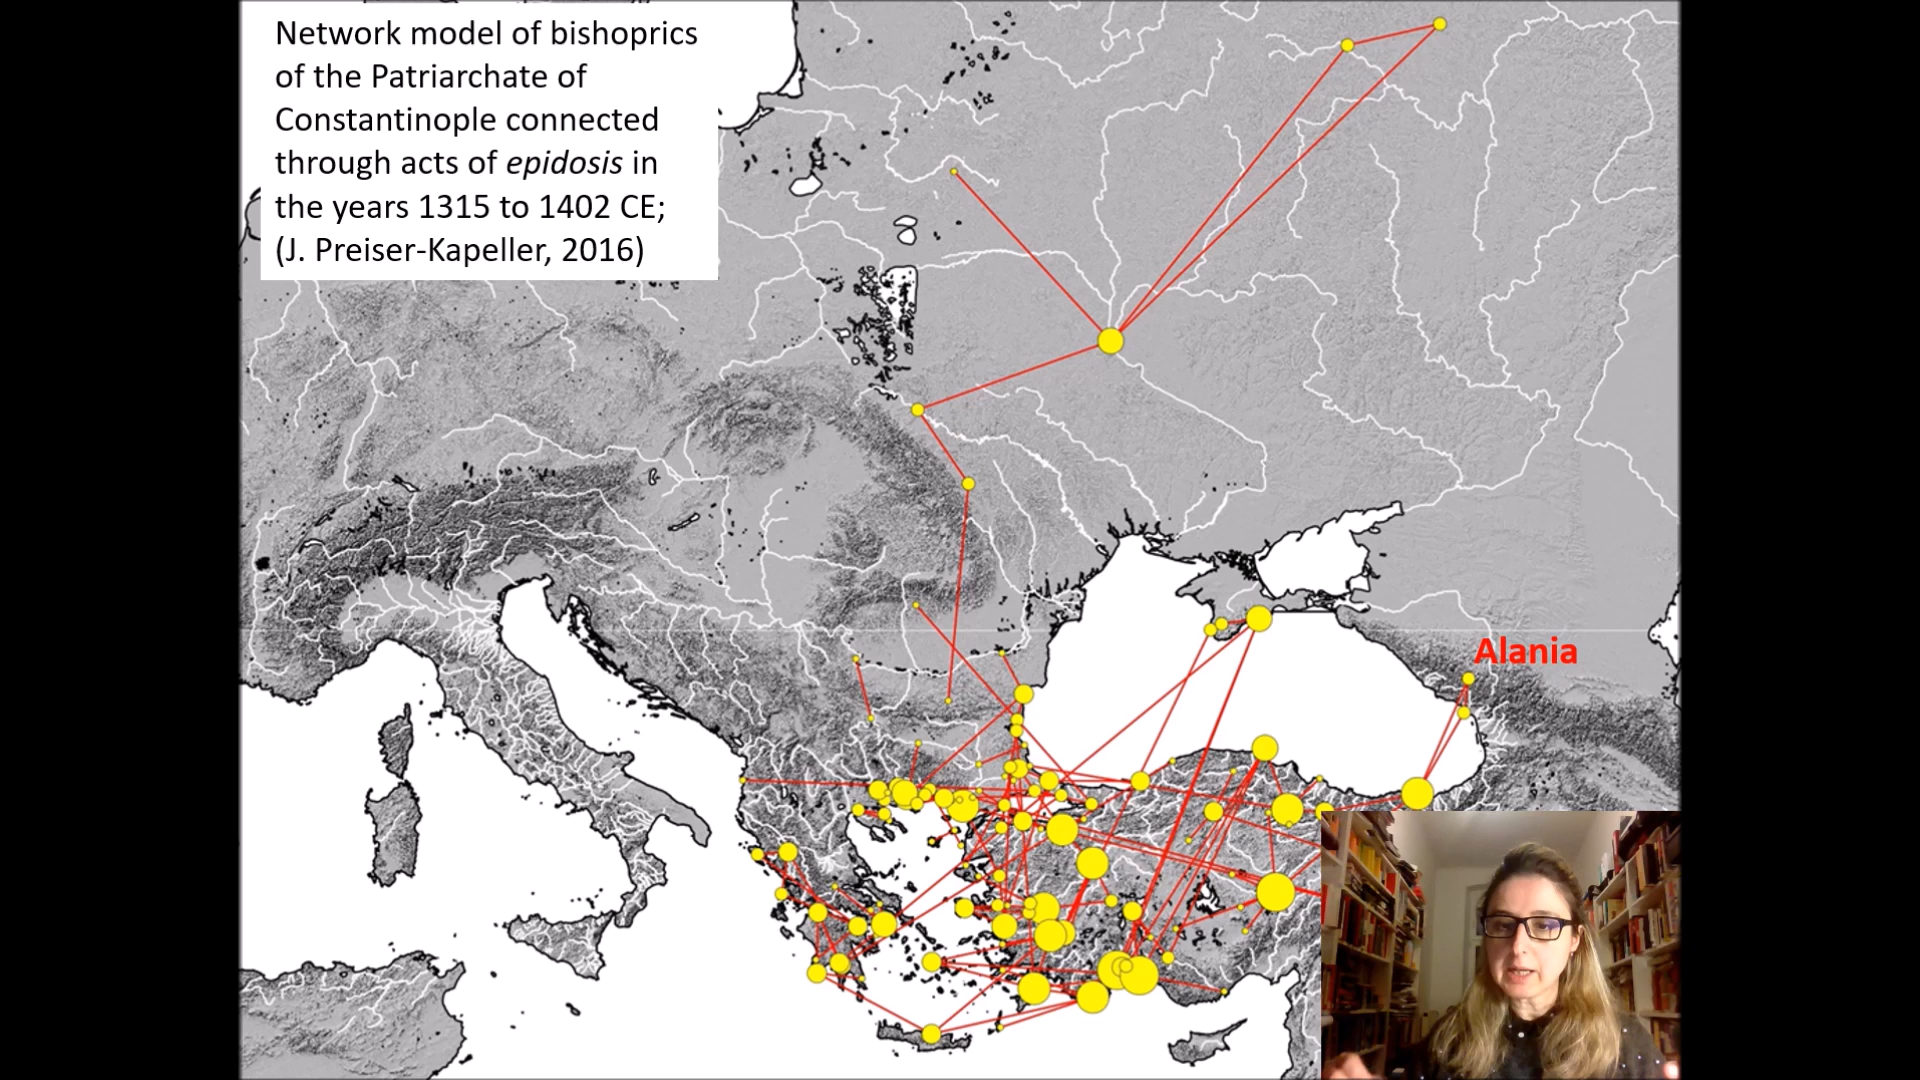 Network model of bishoprics
of the Patriarchate of
Constantinople connected
through acts of epidosis in
the years 1315 to 1402 CE;
(J. Preiser-Kapeller, 2016)
Alania